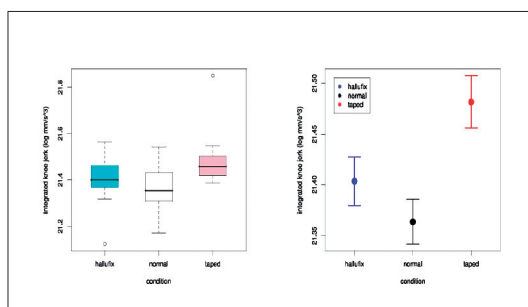 integrated knee jerk (log mm/s^3)
21.8
21.6
21.4
21.2
hallufix
normal
taped
condition
integrated knee jerk (log mm/s^3)
21.50
21.45
21.40
21.35
hallufix
normal
taped
hallufix
normal
taped
condition